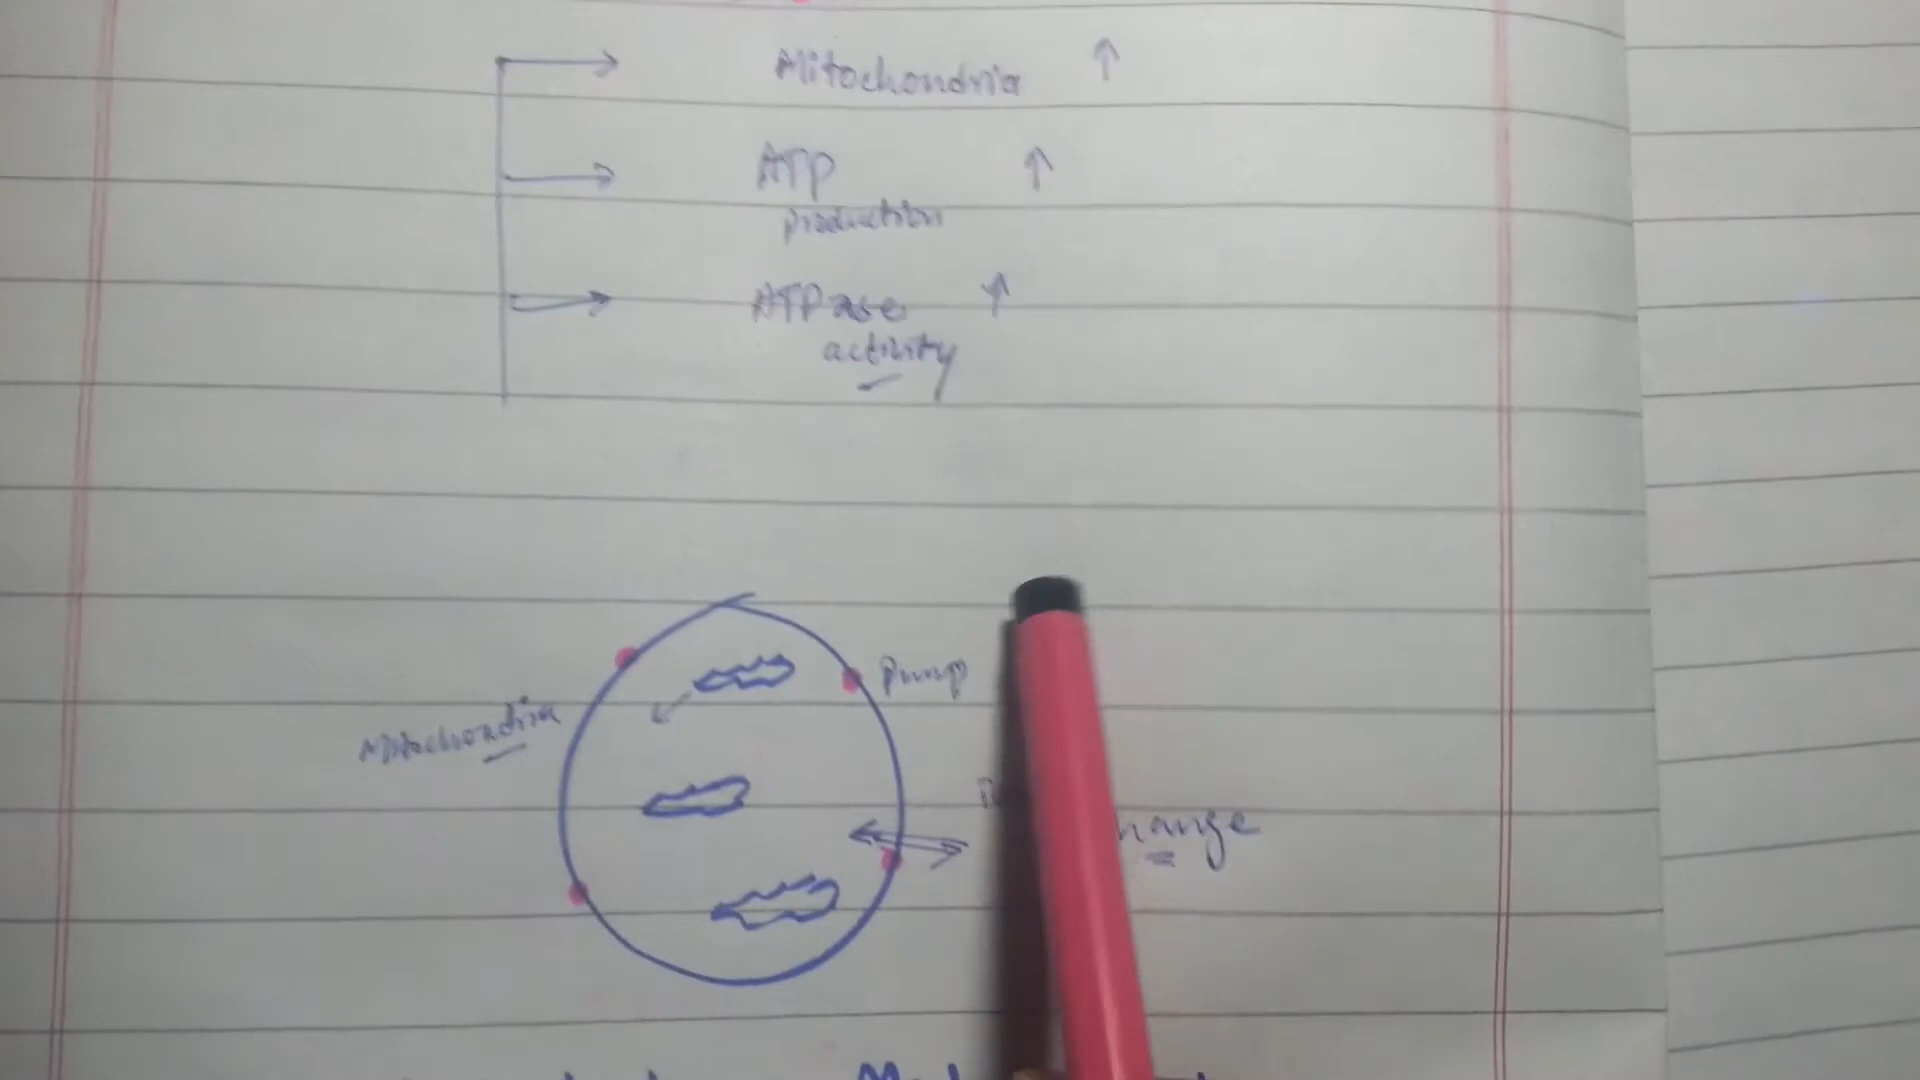 Mitochondria ↑
ATP ↑
production
ATPase ↑
activity
Pump
Mitochondria
hange